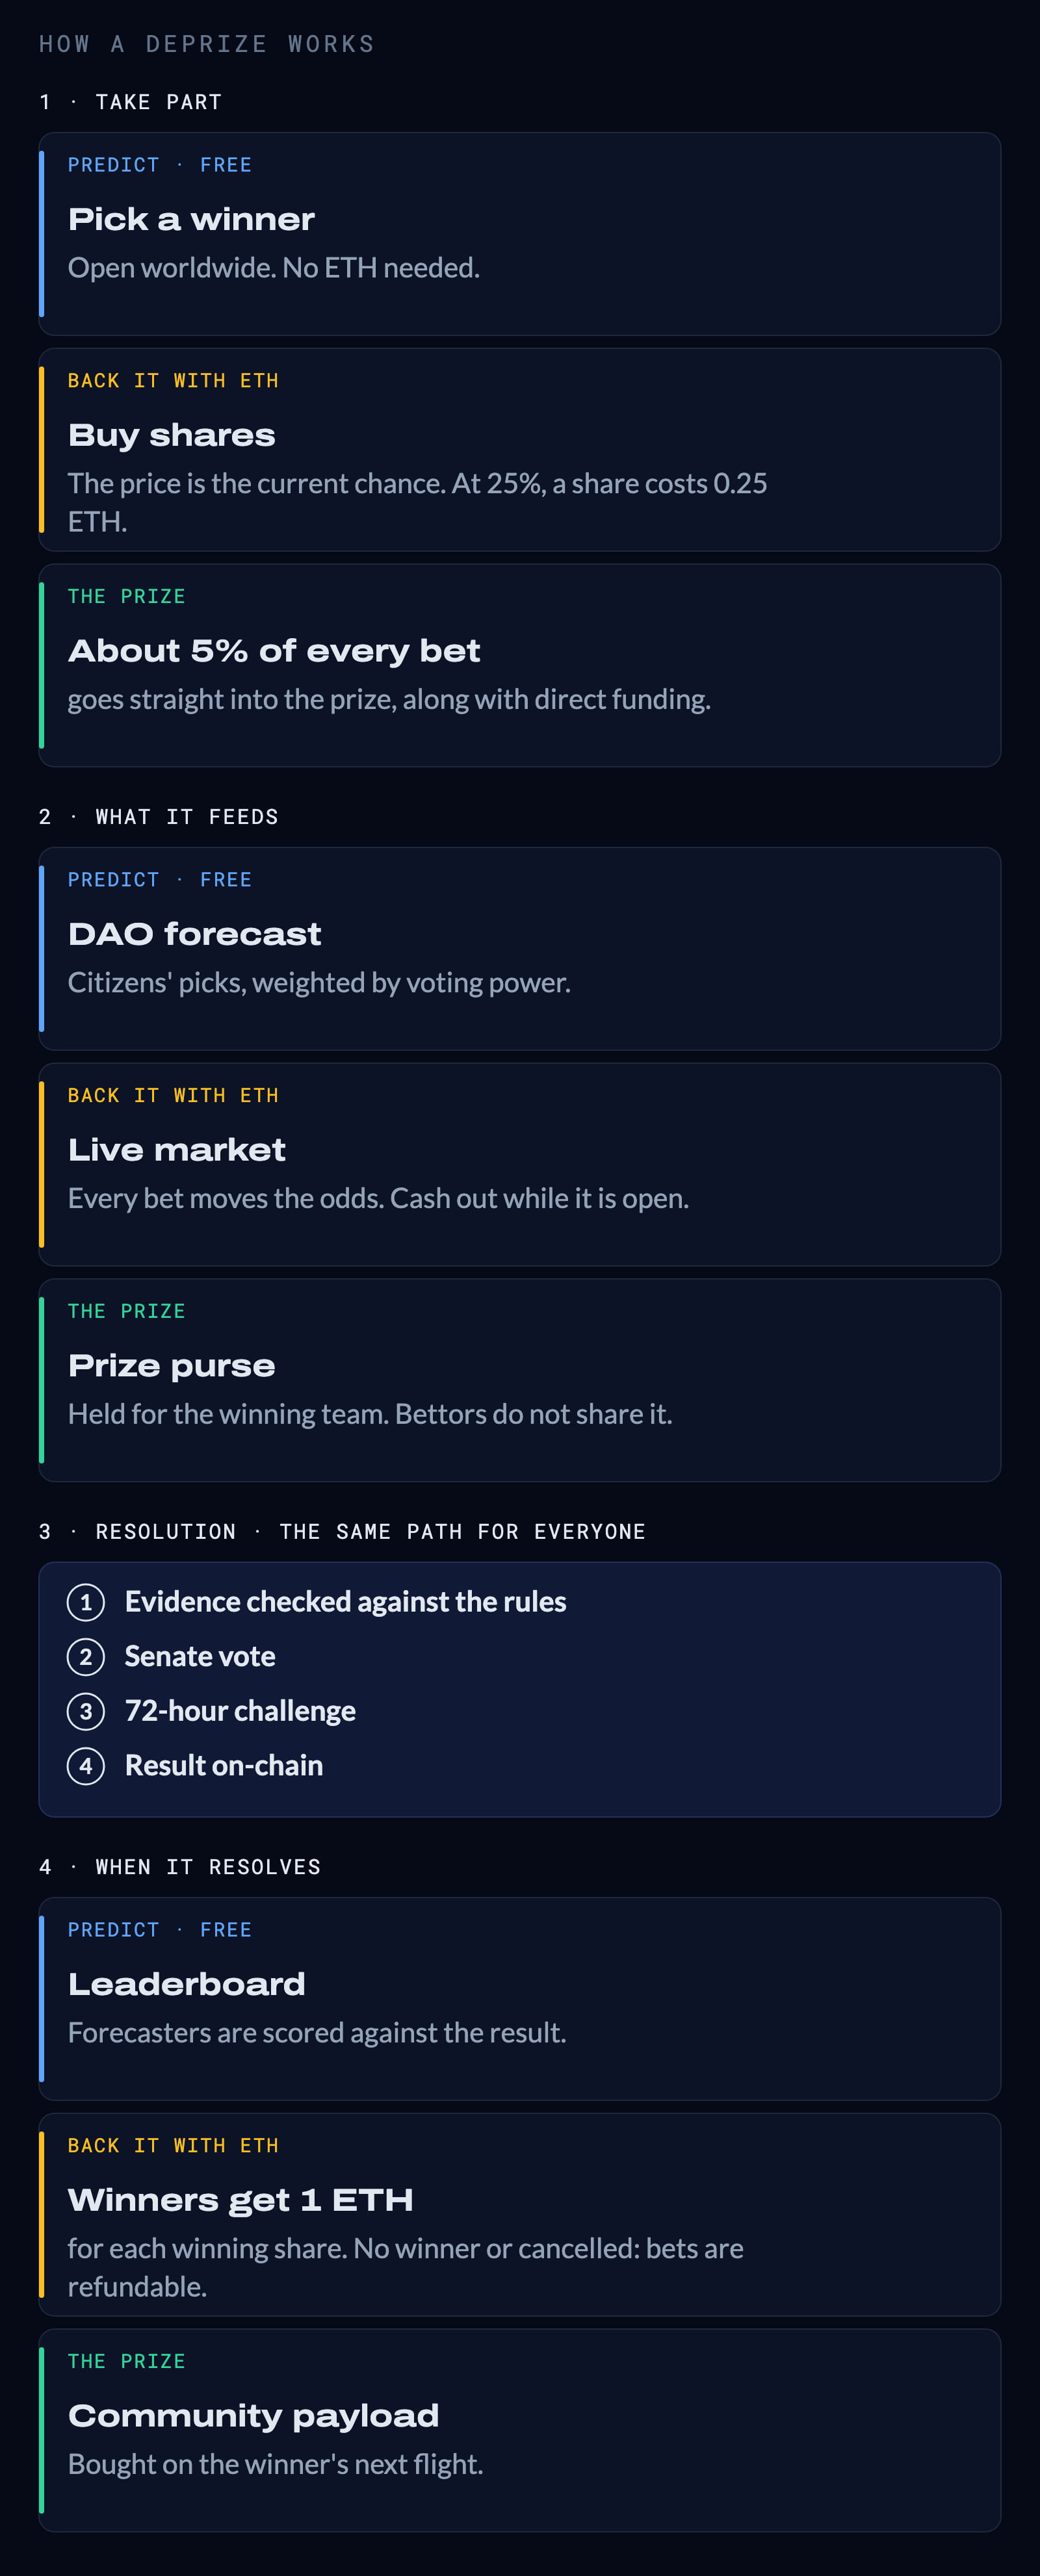 HOW A DEPRIZE WORKS
1 · TAKE PART
PREDICT · FREE
Pick a winner
Open worldwide. No ETH needed.
BACK IT WITH ETH
Buy shares
The price is the current chance. At 25%, a share costs 0.25
ETH.
THE PRIZE
About 5% of every bet
goes straight into the prize, along with direct funding.
2 · WHAT IT FEEDS
PREDICT · FREE
DAO forecast
Citizens' picks, weighted by voting power.
BACK IT WITH ETH
Live market
Every bet moves the odds. Cash out while it is open.
THE PRIZE
Prize purse
Held for the winning team. Bettors do not share it.
3 · RESOLUTION · THE SAME PATH FOR EVERYONE
1 Evidence checked against the rules
2 Senate vote
3 72-hour challenge
4 Result on-chain
4 · WHEN IT RESOLVES
PREDICT · FREE
Leaderboard
Forecasters are scored against the result.
BACK IT WITH ETH
Winners get 1 ETH
for each winning share. No winner or cancelled: bets are
refundable.
THE PRIZE
Community payload
Bought on the winner's next flight.